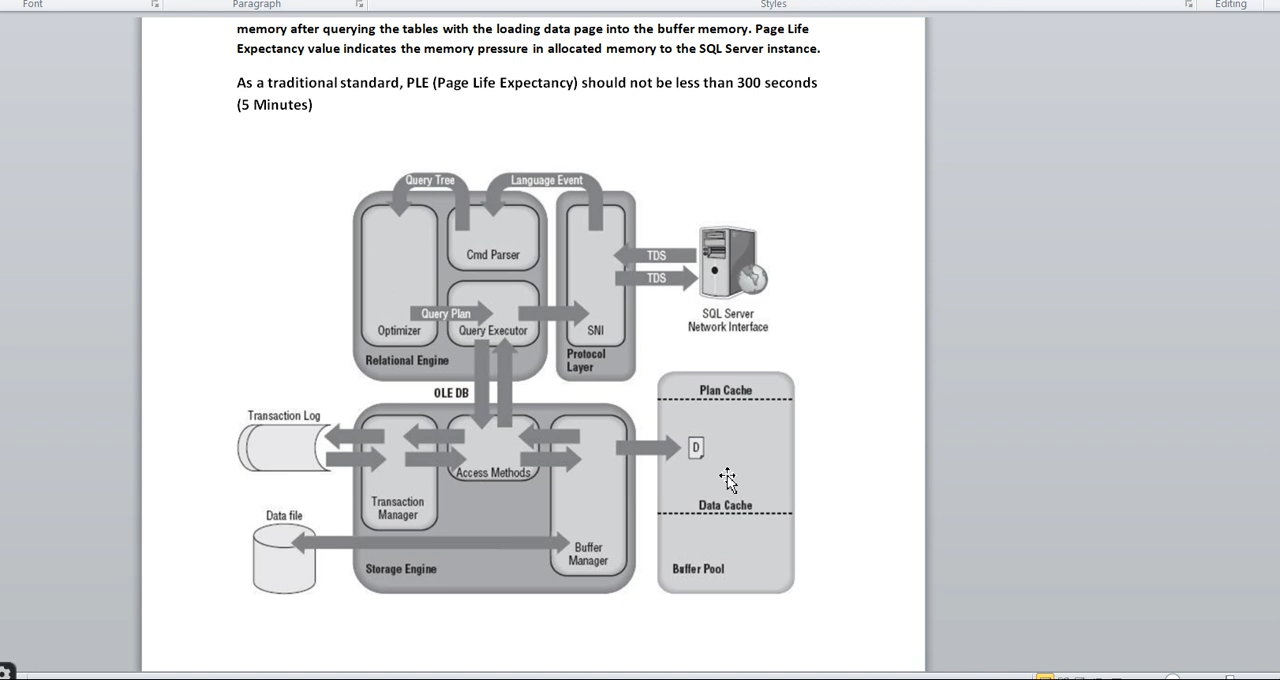 Font
Paragraph
Styles
Editing
memory after querying the tables with the loading data page into the buffer memory. Page Life
Expectancy value indicates the memory pressure in allocated memory to the SQL Server instance.
As a traditional standard, PLE (Page Life Expectancy) should not be less than 300 seconds
(5 Minutes)
Query Tree
Language Event
Cmd Parser
TDS
TDS
Query Plan
Optimizer
Query Executor
SNI
SQL Server
Network Interface
Relational Engine
Protocol
Layer
OLE DB
Plan Cache
Transaction Log
D
Access Methods
Transaction
Manager
Data Cache
Data file
Buffer
Manager
Storage Engine
Buffer Pool